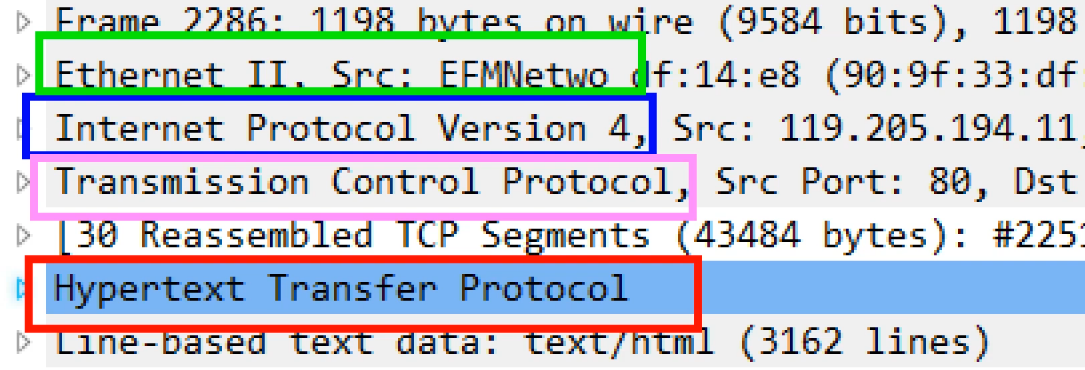 Frame 2286: 1198 bytes on wire (9584 bits), 1198
Ethernet II, Src: EFMNetwo_df:14:e8 (90:9f:33:df:
Internet Protocol Version 4, Src: 119.205.194.11,
Transmission Control Protocol, Src Port: 80, Dst
[30 Reassembled TCP Segments (43484 bytes): #2251
Hypertext Transfer Protocol
Line-based text data: text/html (3162 lines)